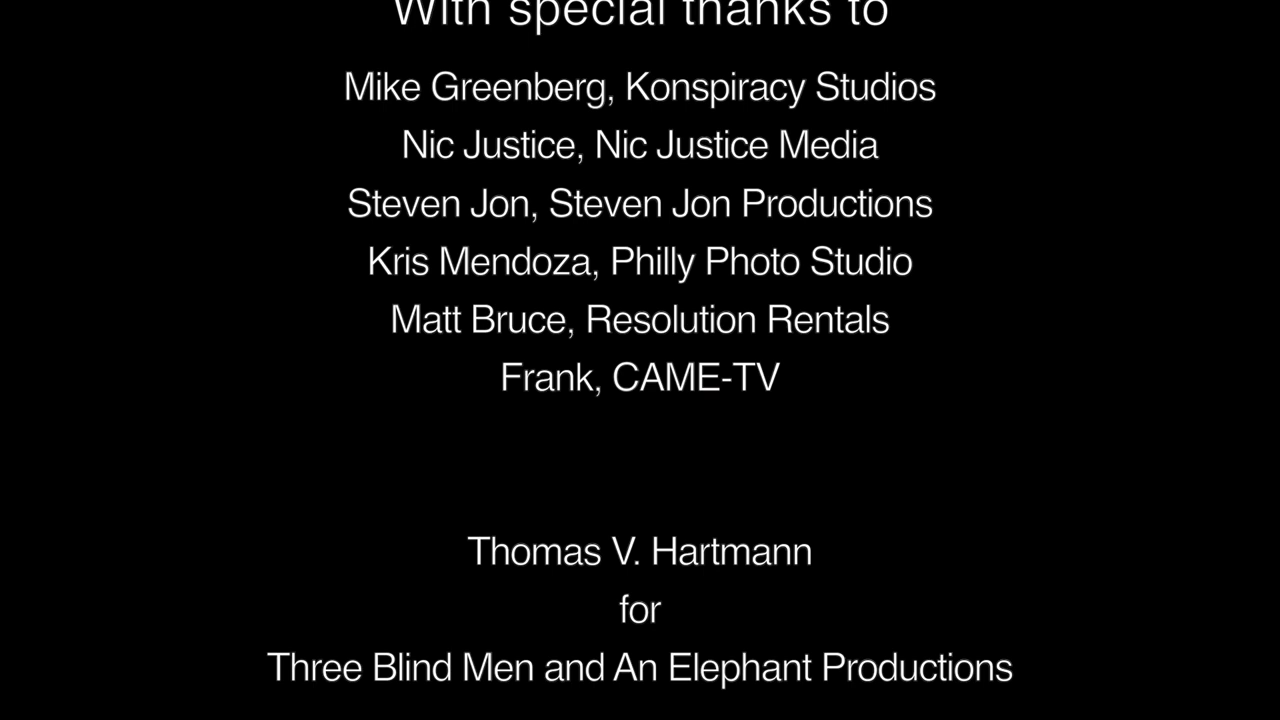 With special thanks to
Mike Greenberg, Konspiracy Studios
Nic Justice, Nic Justice Media
Steven Jon, Steven Jon Productions
Kris Mendoza, Philly Photo Studio
Matt Bruce, Resolution Rentals
Frank, CAME-TV
Thomas V. Hartmann
for
Three Blind Men and An Elephant Productions